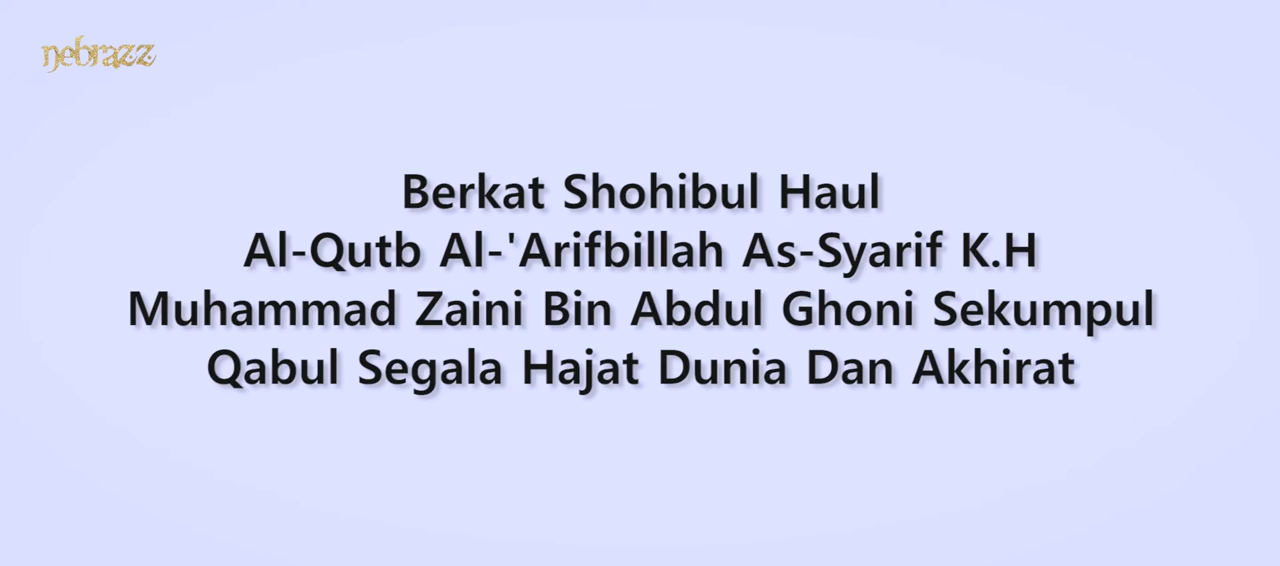 nebrazz
Berkat Shohibul Haul
Al-Qutb Al-'Arifbillah As-Syarif K.H
Muhammad Zaini Bin Abdul Ghoni Sekumpul
Qabul Segala Hajat Dunia Dan Akhirat